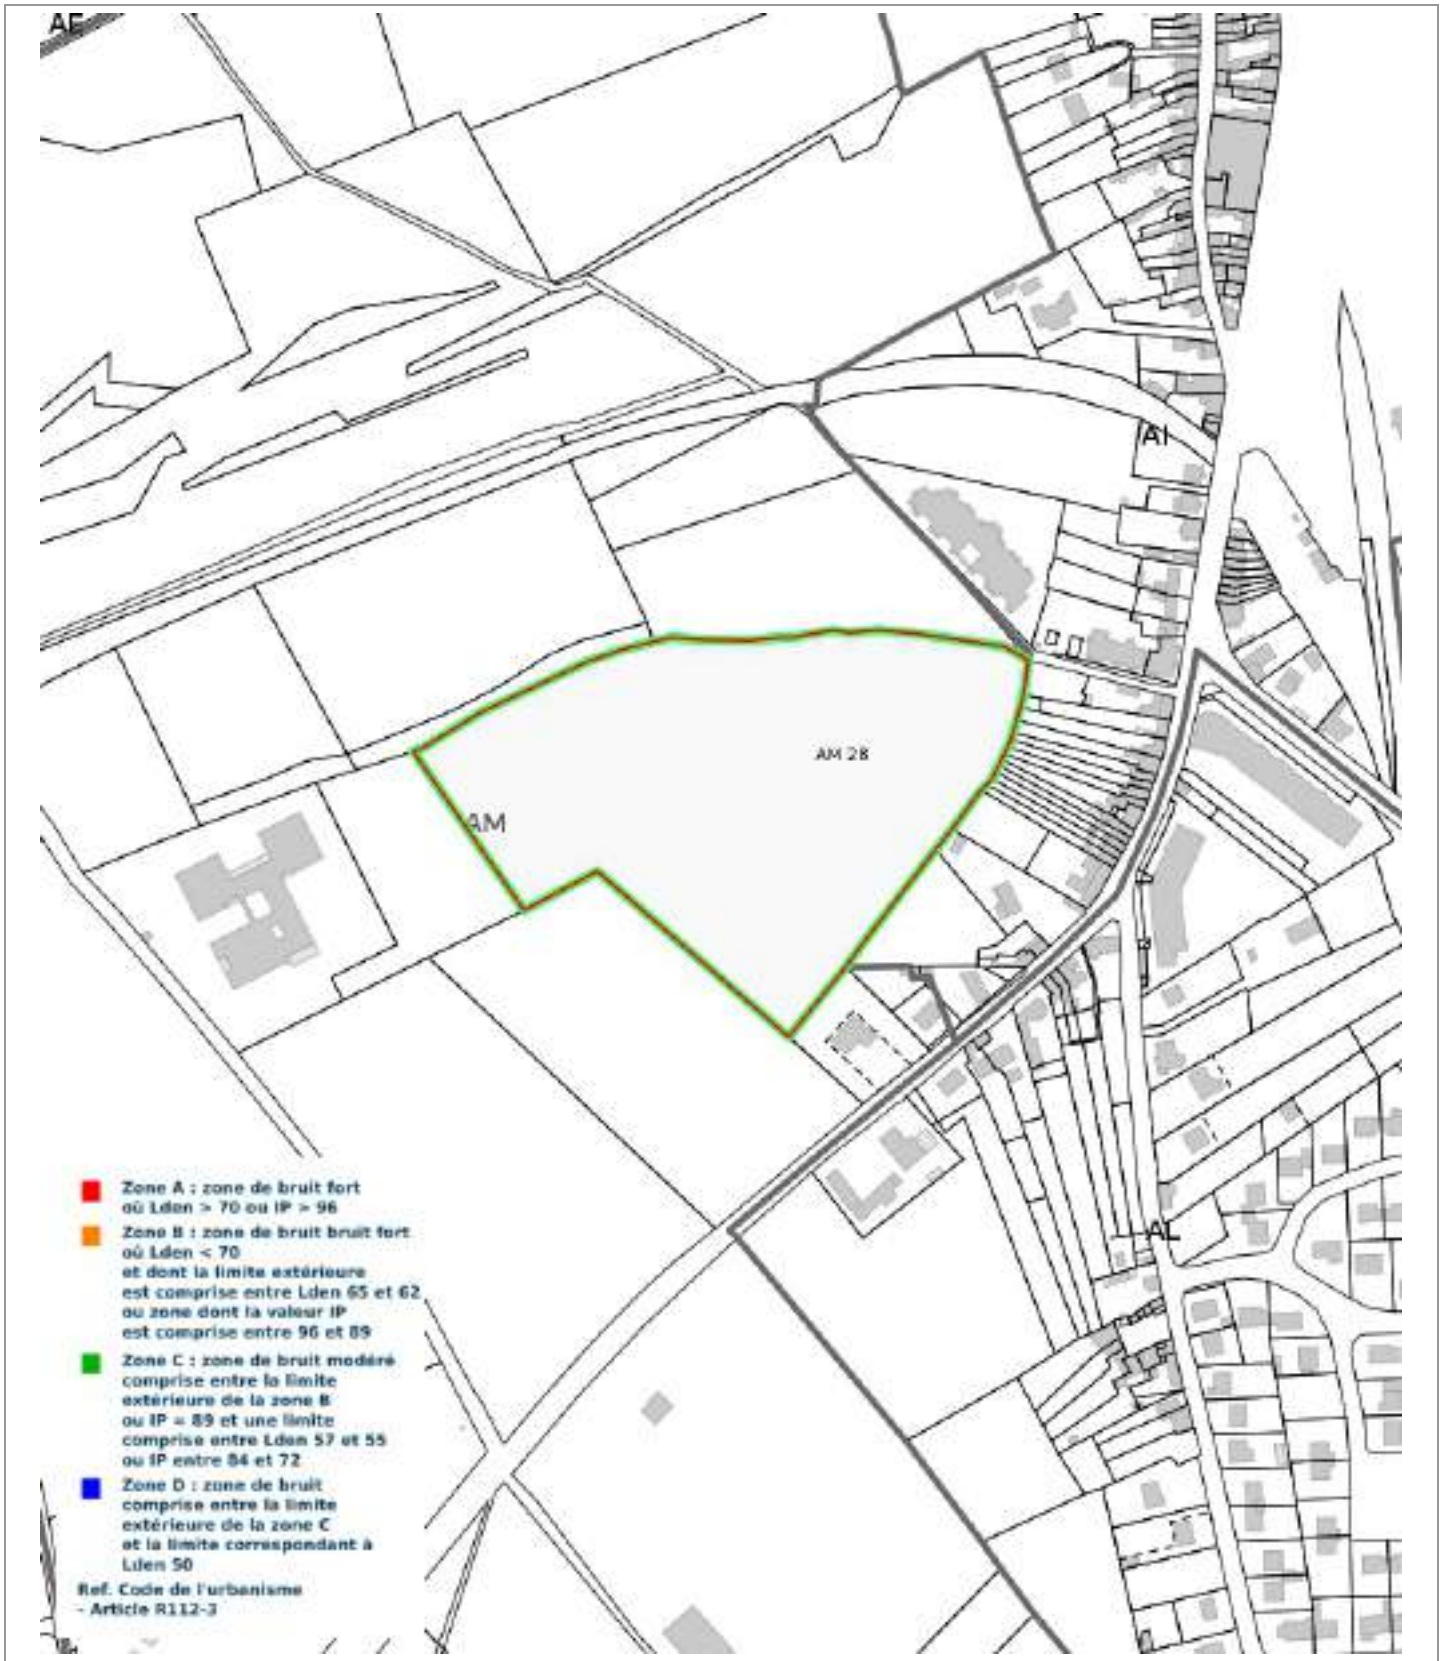 AE
AI
AM 28
AM
AL
Zone A : zone de bruit fort
où Lden > 70 ou IP > 96
Zone B : zone de bruit bruit fort
où Lden < 70
et dont la limite extérieure
est comprise entre Lden 65 et 62
ou zone dont la valeur IP
est comprise entre 96 et 89
Zone C : zone de bruit modéré
comprise entre la limite
extérieure de la zone B
ou IP = 89 et une limite
comprise entre Lden 57 et 55
ou IP entre 84 et 72
Zone D : zone de bruit
comprise entre la limite
extérieure de la zone C
et la limite correspondant à
Lden 50
Ref. Code de l'urbanisme
- Article R112-3